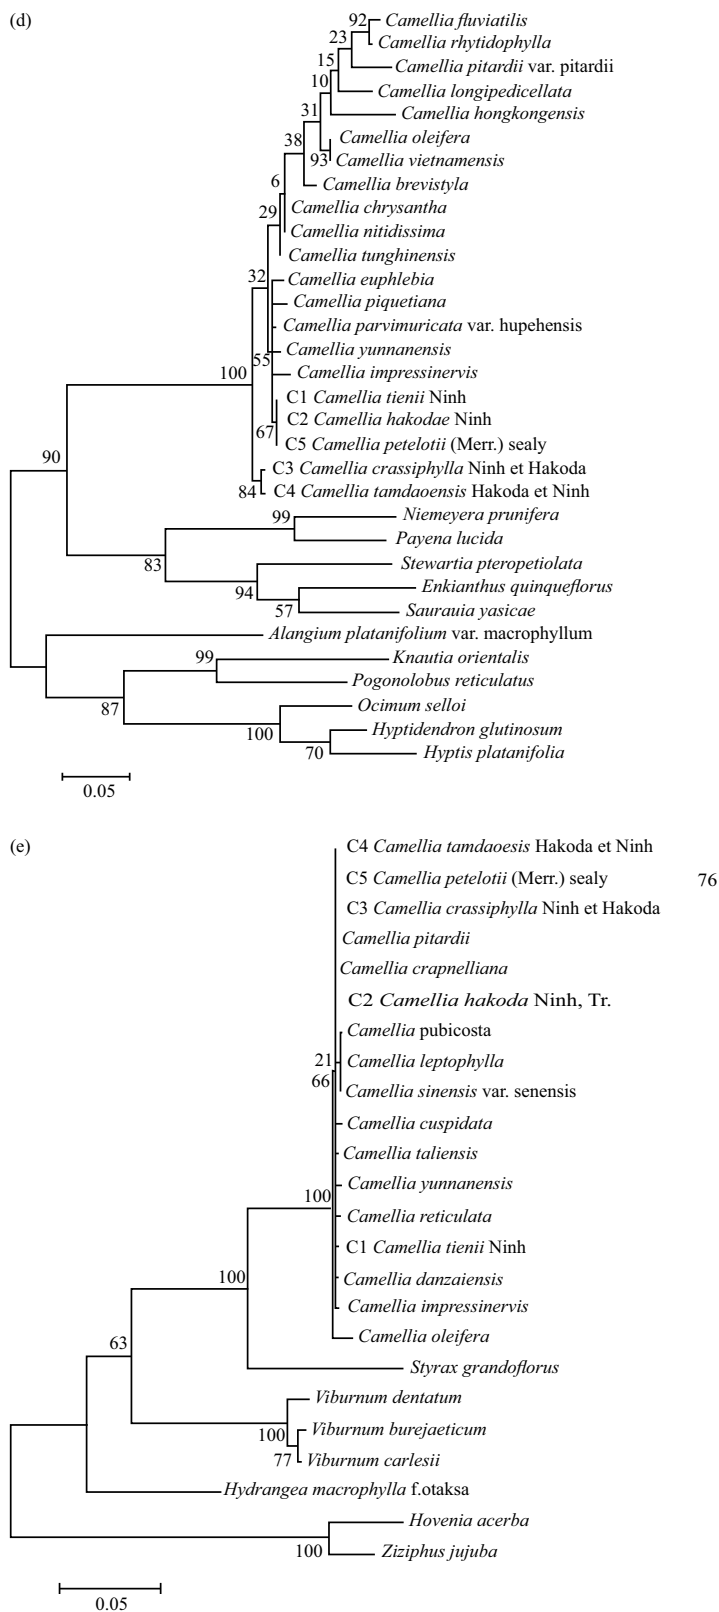 (d)
92 Camellia fluviatilis
23 Camellia rhytidophylla
15 Camellia pitardii var. pitardii
10 Camellia longipedicellata
Camellia hongkongensis
31 Camellia oleifera
38 93 Camellia vietnamensis
6 Camellia brevistyla
29 Camellia chrysantha
Camellia nitidissima
Camellia tunghinensis
32 Camellia euphlebia
Camellia piquetiana
Camellia parvimuricata var. hupehensis
55 Camellia yunnanensis
100 Camellia impressinervis
C1 Camellia tienii Ninh
C2 Camellia hakodae Ninh
67 C5 Camellia petelotii (Merr.) sealy
90 C3 Camellia crassiphylla Ninh et Hakoda
84 C4 Camellia tamdaoensis Hakoda et Ninh
99 Niemeyera prunifera
Payena lucida
83 Stewartia pteropetiolata
94 Enkianthus quinqueflorus
57 Saurauia yasicae
Alangium platanifolium var. macrophyllum
99 Knautia orientalis
Pogonolobus reticulatus
87 Ocimum selloi
100 Hyptidendron glutinosum
70 Hyptis platanifolia
0.05
(e)
C4 Camellia tamdaoesis Hakoda et Ninh
C5 Camellia petelotii (Merr.) sealy 76
C3 Camellia crassiphylla Ninh et Hakoda
Camellia pitardii
Camellia crapnelliana
C2 Camellia hakoda Ninh, Tr.
Camellia pubicosta
21 Camellia leptophylla
66 Camellia sinensis var. senensis
Camellia cuspidata
Camellia taliensis
Camellia yunnanensis
100 Camellia reticulata
C1 Camellia tienii Ninh
100 Camellia danzaiensis
Camellia impressinervis
63 Camellia oleifera
Styrax grandoflorus
Viburnum dentatum
100 Viburnum burejaeticum
77 Viburnum carlesii
Hydrangea macrophylla f.otaksa
Hovenia acerba
100 Ziziphus jujuba
0.05